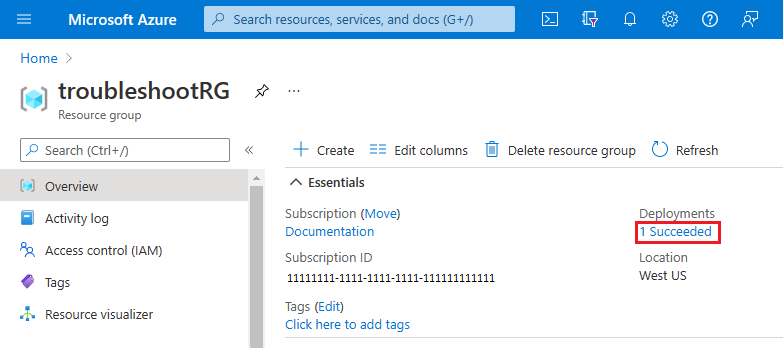 Microsoft Azure
Search resources, services, and docs (G+/)
Home
troubleshootRG
Resource group
Search (Ctrl+/)
Overview
Activity log
Access control (IAM)
Tags
Resource visualizer
Create
Edit columns
Delete resource group
Refresh
Essentials
Subscription (Move)
Documentation
Subscription ID
11111111-1111-1111-1111-111111111111
Tags (Edit)
Click here to add tags
Deployments
1 Succeeded
Location
West US